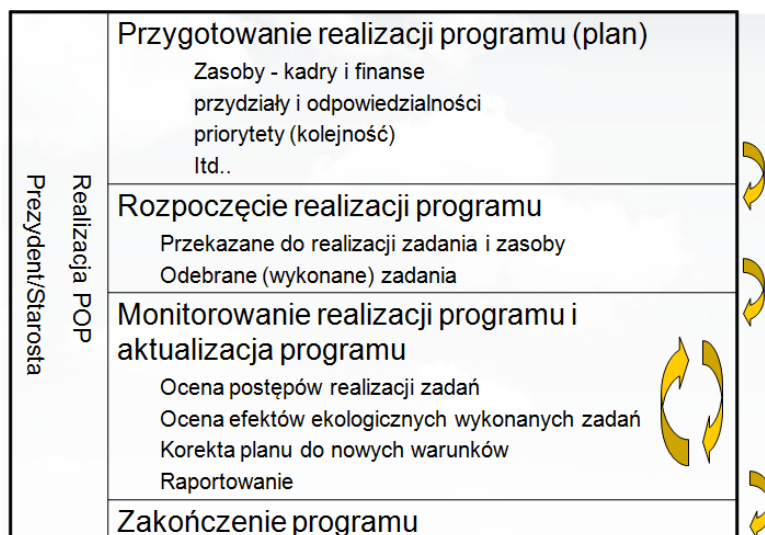 Realizacja POP
Prezydent/Starosta
Przygotowanie realizacji programu (plan)
Zasoby - kadry i finanse
przydziały i odpowiedzialności
priorytety (kolejność)
Itd..
Rozpoczęcie realizacji programu
Przekazane do realizacji zadania i zasoby
Odebrane (wykonane) zadania
Monitorowanie realizacji programu i
aktualizacja programu
Ocena postępów realizacji zadań
Ocena efektów ekologicznych wykonanych zadań
Korekta planu do nowych warunków
Raportowanie
Zakończenie programu